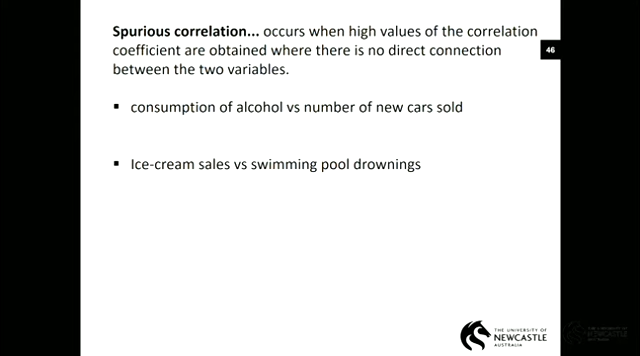 Spurious correlation... occurs when high values of the correlation
coefficient are obtained where there is no direct connection
between the two variables.
46
▪ consumption of alcohol vs number of new cars sold
▪ Ice-cream sales vs swimming pool drownings
THE UNIVERSITY OF
NEWCASTLE
AUSTRALIA